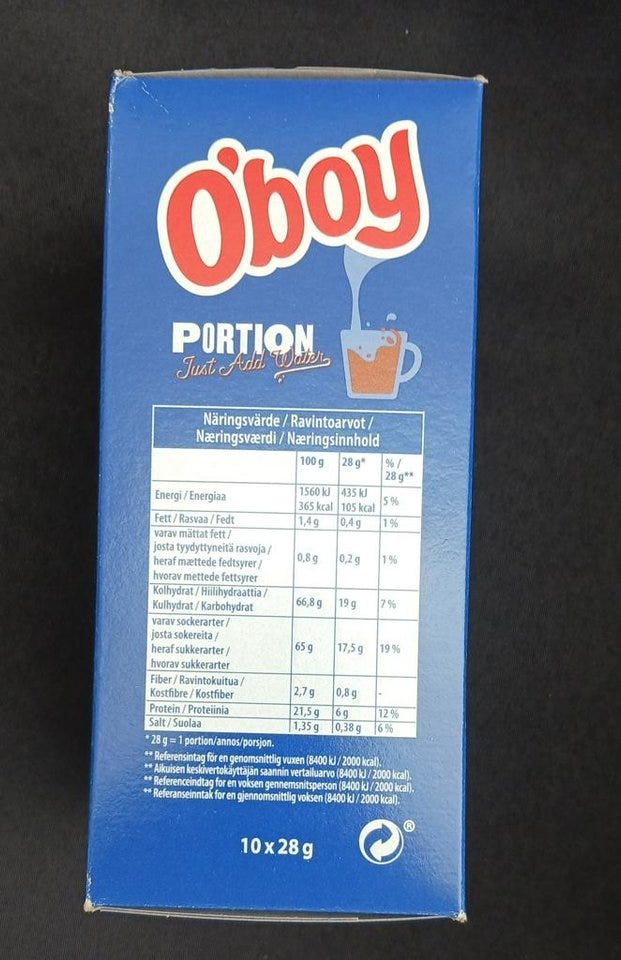 O'boy
PORTION
Just Add Water
Näringsvärde / Ravintoarvot /
Næringsværdi / Næringsinnhold
100 g 28 g* % /
28 g**
Energi / Energiaa 1560 kJ 435 kJ 5 %
365 kcal 105 kcal
Fett / Rasvaa / Fedt 1,4 g 0,4 g 1 %
varav mättat fett /
josta tyydyttyneitä rasvoja /
heraf mættede fedtsyrer / 0,8 g 0,2 g 1 %
hvorav mettede fettsyrer
Kolhydrat / Hiilihydraattia /
Kulhydrat / Karbohydrat 66,8 g 19 g 7 %
varav sockerarter /
josta sokereita /
heraf sukkerarter / 65 g 17,5 g 19 %
hvorav sukkerarter
Fiber / Ravintokuitua /
Kostfibre / Kostfiber 2,7 g 0,8 g -
Protein / Proteiinia 21,5 g 6 g 12 %
Salt / Suolaa 1,35 g 0,38 g 6 %
* 28 g = 1 portion/annos/porsjon.
** Referensintag för en genomsnittlig vuxen (8400 kJ / 2000 kcal).
** Aikuisen keskivertokäyttäjän saannin vertailuarvo (8400 kJ / 2000 kcal).
** Referenceindtag for en voksen gennemsnitsperson (8400 kJ / 2000 kcal).
** Referanseinntak for en gjennomsnittlig voksen (8400 kJ / 2000 kcal).
10 x 28 g
®